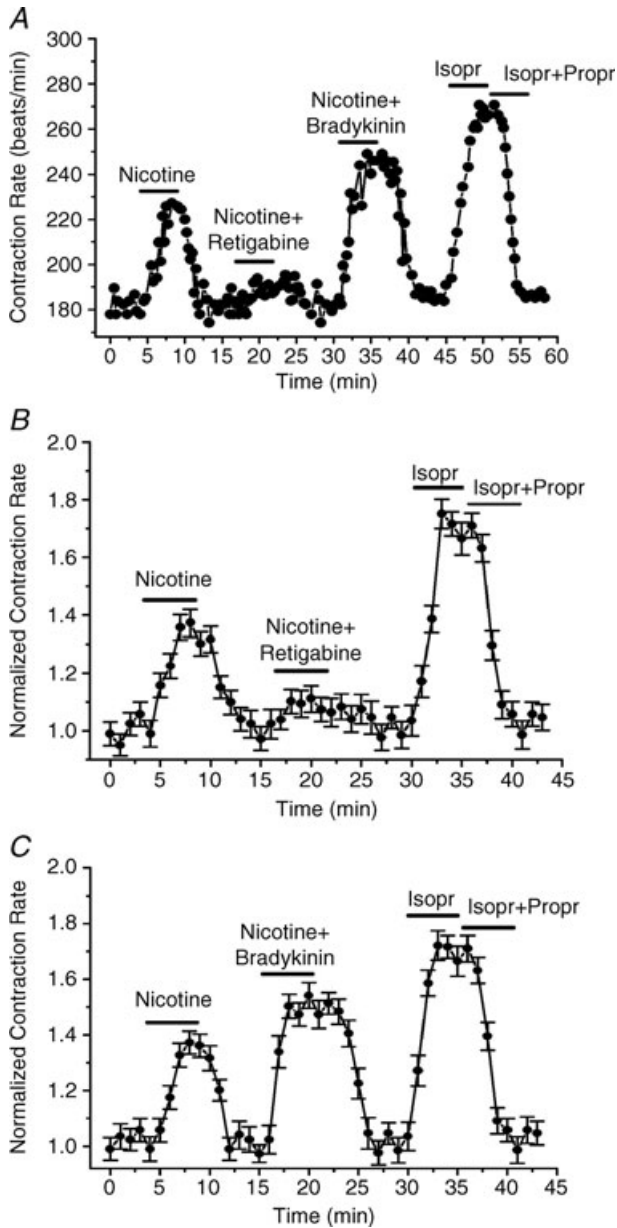 A
Contraction Rate (beats/min)
300
280
260
240
220
200
180
Nicotine
Nicotine+
Retigabine
Nicotine+
Bradykinin
Isopr
Isopr+Propr
0 5 10 15 20 25 30 35 40 45 50 55 60
Time (min)
B
Normalized Contraction Rate
2.0
1.8
1.6
1.4
1.2
1.0
Nicotine
Nicotine+
Retigabine
Isopr
Isopr+Propr
0 5 10 15 20 25 30 35 40 45
Time (min)
C
Normalized Contraction Rate
2.0
1.8
1.6
1.4
1.2
1.0
Nicotine
Nicotine+
Bradykinin
Isopr
Isopr+Propr
0 5 10 15 20 25 30 35 40 45
Time (min)